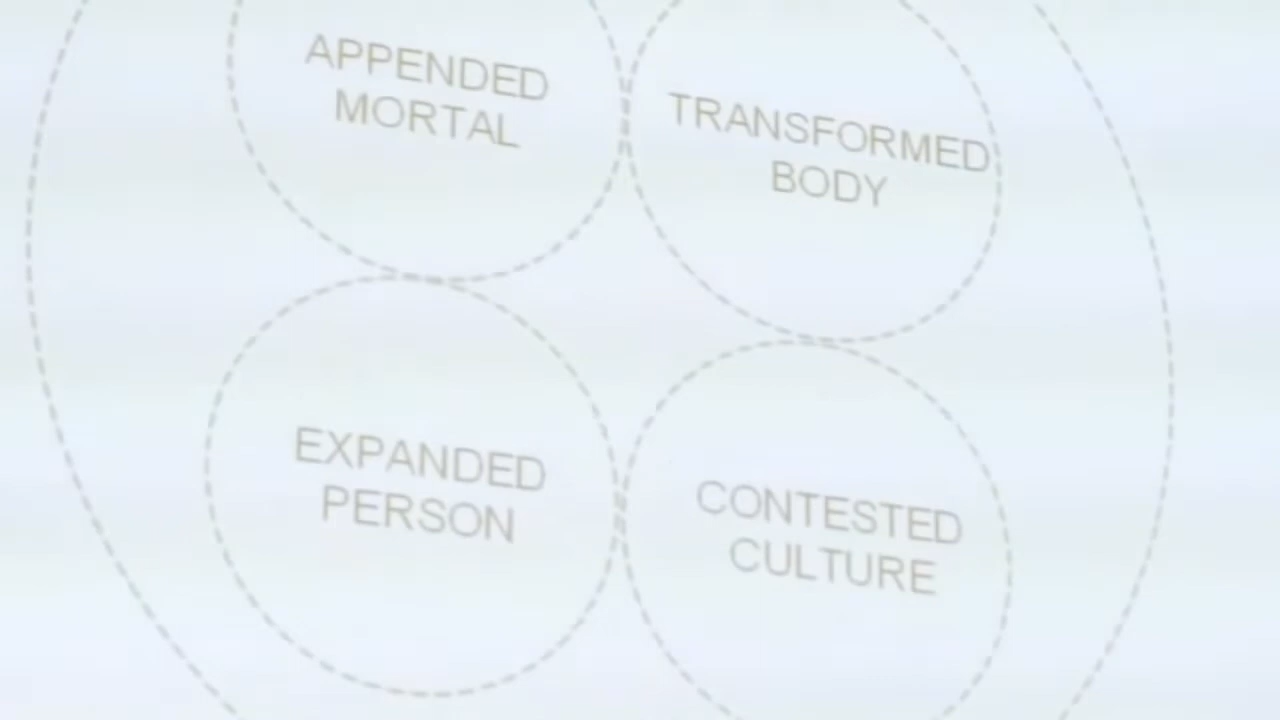 APPENDED
MORTAL
TRANSFORMED
BODY
EXPANDED
PERSON
CONTESTED
CULTURE